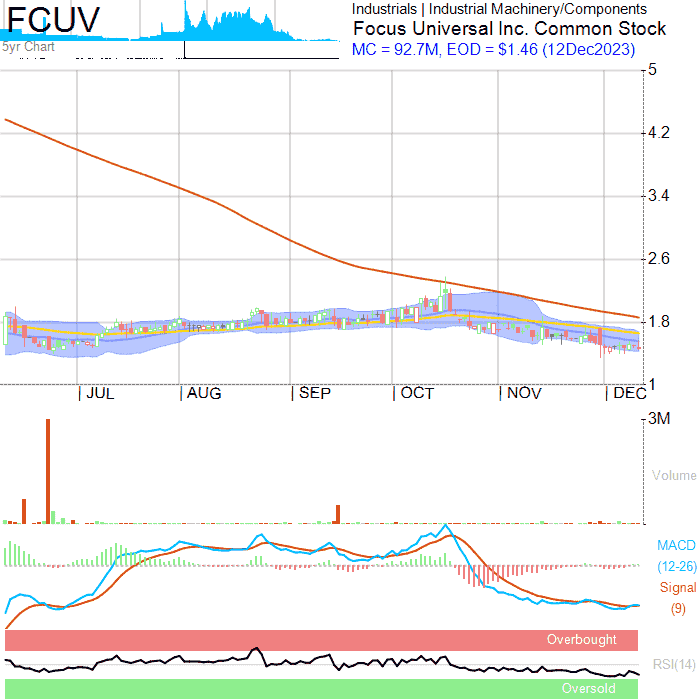 FCUV
5yr Chart
Industrials | Industrial Machinery/Components
Focus Universal Inc. Common Stock
MC = 92.7M, EOD = $1.46 (12Dec2023)
5
4.2
3.4
2.6
1.8
1
JUL AUG SEP OCT NOV DEC
3M
Volume
MACD
(12-26)
Signal
(9)
Overbought
RSI(14)
Oversold